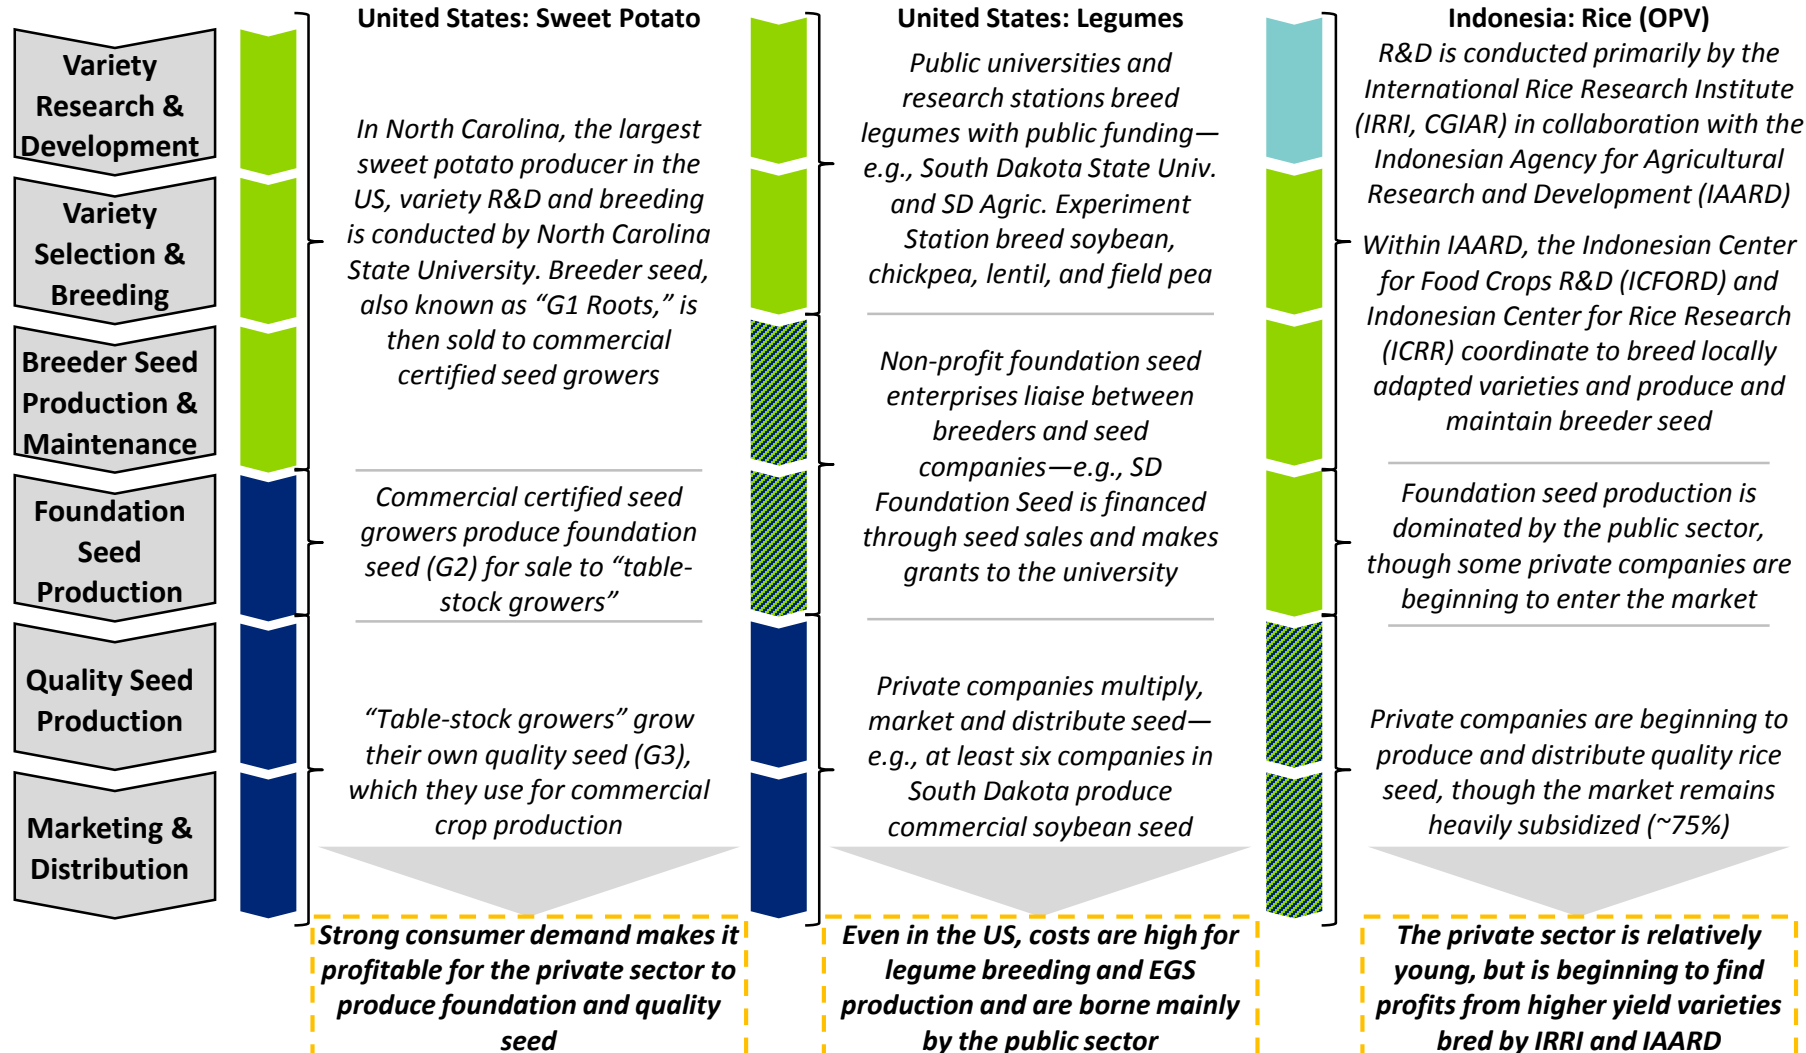 United States: Sweet Potato
United States: Legumes
Indonesia: Rice (OPV)
Variety
Research &
Development
Variety
Selection &
Breeding
Breeder Seed
Production &
Maintenance
Foundation
Seed
Production
Quality Seed
Production
Marketing &
Distribution
In North Carolina, the largest
sweet potato producer in the
US, variety R&D and breeding
is conducted by North Carolina
State University. Breeder seed,
also known as “G1 Roots,” is
then sold to commercial
certified seed growers
Commercial certified seed
growers produce foundation
seed (G2) for sale to “table-
stock growers”
“Table-stock growers” grow
their own quality seed (G3),
which they use for commercial
crop production
Strong consumer demand makes it
profitable for the private sector to
produce foundation and quality
seed
Public universities and
research stations breed
legumes with public funding—
e.g., South Dakota State Univ.
and SD Agric. Experiment
Station breed soybean,
chickpea, lentil, and field pea
Non-profit foundation seed
enterprises liaise between
breeders and seed
companies—e.g., SD
Foundation Seed is financed
through seed sales and makes
grants to the university
Private companies multiply,
market and distribute seed—
e.g., at least six companies in
South Dakota produce
commercial soybean seed
Even in the US, costs are high for
legume breeding and EGS
production and are borne mainly
by the public sector
R&D is conducted primarily by the
International Rice Research Institute
(IRRI, CGIAR) in collaboration with the
Indonesian Agency for Agricultural
Research and Development (IAARD)
Within IAARD, the Indonesian Center
for Food Crops R&D (ICFORD) and
Indonesian Center for Rice Research
(ICRR) coordinate to breed locally
adapted varieties and produce and
maintain breeder seed
Foundation seed production is
dominated by the public sector,
though some private companies are
beginning to enter the market
Private companies are beginning to
produce and distribute quality rice
seed, though the market remains
heavily subsidized (~75%)
The private sector is relatively
young, but is beginning to find
profits from higher yield varieties
bred by IRRI and IAARD